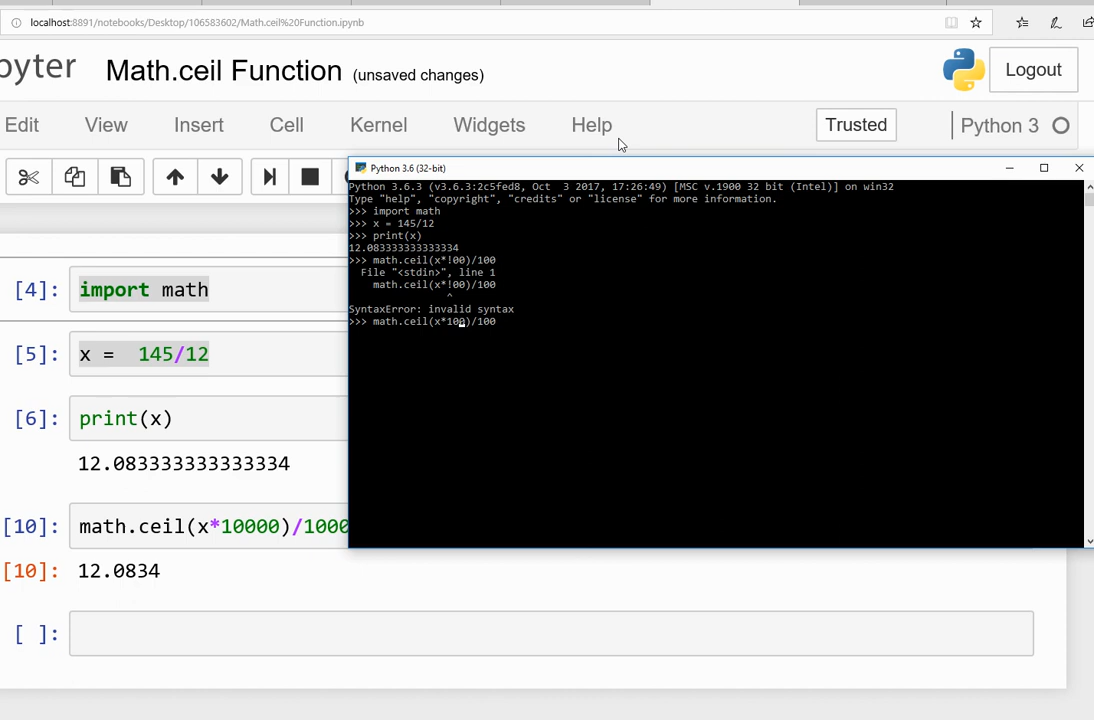 localhost:8891/notebooks/Desktop/106583602/Math.ceil%20Function.ipynb
pyter Math.ceil Function (unsaved changes)
Logout
Edit View Insert Cell Kernel Widgets Help Trusted Python 3
Python 3.6 (32-bit)
Python 3.6.3 (v3.6.3:2c5fed8, Oct  3 2017, 17:26:49) [MSC v.1900 32 bit (Intel)] on win32
Type "help", "copyright", "credits" or "license" for more information.
>>> import math
>>> x = 145/12
>>> print(x)
12.083333333333334
>>> math.ceil(x*!00)/100
  File "<stdin>", line 1
    math.ceil(x*!00)/100
                ^
SyntaxError: invalid syntax
>>> math.ceil(x*100)/100
[4]: import math
[5]: x =  145/12
[6]: print(x)
12.083333333333334
[10]: math.ceil(x*10000)/1000
[10]: 12.0834
[ ]: